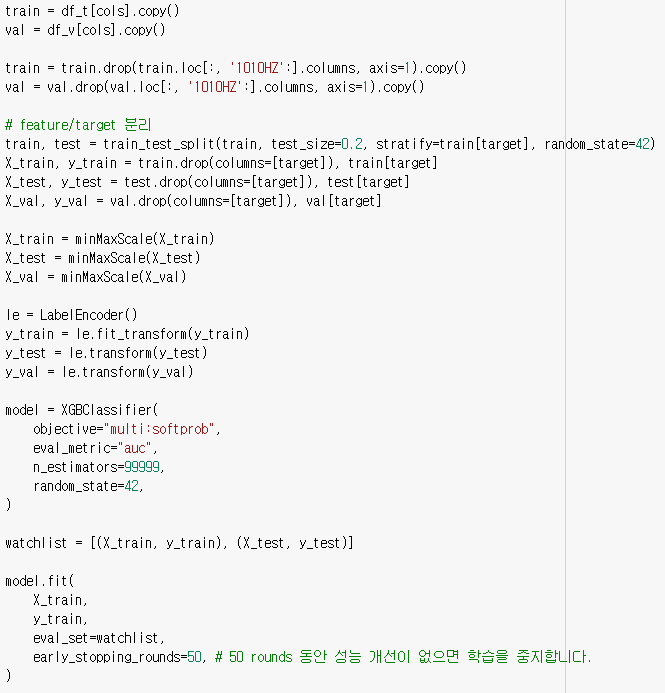 train = df_t[cols].copy()
val = df_v[cols].copy()
train = train.drop(train.loc[:, '1010HZ':].columns, axis=1).copy()
val = val.drop(val.loc[:, '1010HZ':].columns, axis=1).copy()
# feature/target 분리
train, test = train_test_split(train, test_size=0.2, stratify=train[target], random_state=42)
X_train, y_train = train.drop(columns=[target]), train[target]
X_test, y_test = test.drop(columns=[target]), test[target]
X_val, y_val = val.drop(columns=[target]), val[target]
X_train = minMaxScale(X_train)
X_test = minMaxScale(X_test)
X_val = minMaxScale(X_val)
le = LabelEncoder()
y_train = le.fit_transform(y_train)
y_test = le.transform(y_test)
y_val = le.transform(y_val)
model = XGBClassifier(
    objective="multi:softprob",
    eval_metric="auc",
    n_estimators=99999,
    random_state=42,
)
watchlist = [(X_train, y_train), (X_test, y_test)]
model.fit(
    X_train,
    y_train,
    eval_set=watchlist,
    early_stopping_rounds=50, # 50 rounds 동안 성능 개선이 없으면 학습을 중지합니다.
)